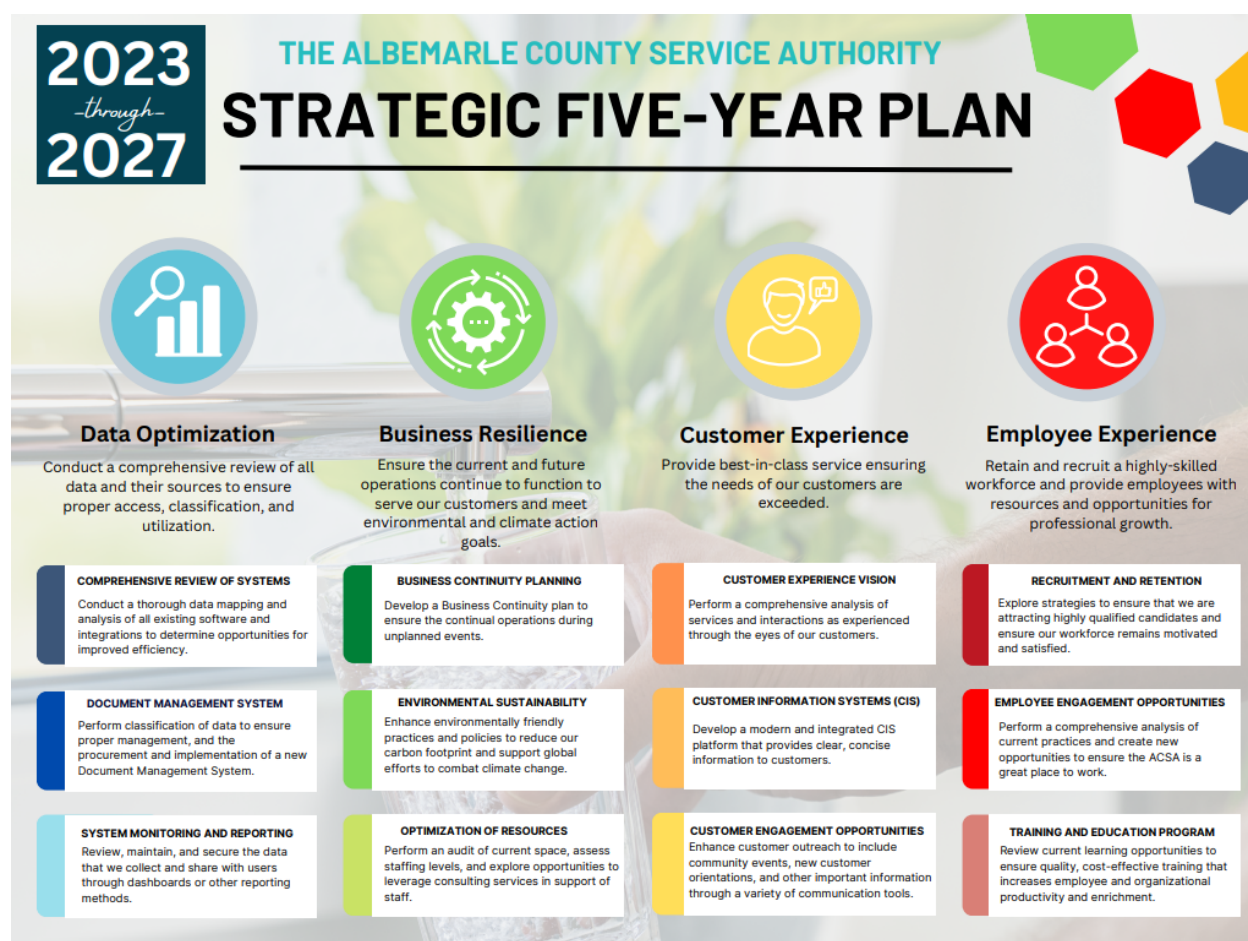 2023
-through-
2027
THE ALBEMARLE COUNTY SERVICE AUTHORITY
STRATEGIC FIVE-YEAR PLAN
Data Optimization
Conduct a comprehensive review of all
data and their sources to ensure
proper access, classification, and
utilization.
COMPREHENSIVE REVIEW OF SYSTEMS
Conduct a thorough data mapping and
analysis of all existing software and
integrations to determine opportunities for
improved efficiency.
DOCUMENT MANAGEMENT SYSTEM
Perform classification of data to ensure
proper management, and the
procurement and implementation of a new
Document Management System.
SYSTEM MONITORING AND REPORTING
Review, maintain, and secure the data
that we collect and share with users
through dashboards or other reporting
methods.
Business Resilience
Ensure the current and future
operations continue to function to
serve our customers and meet
environmental and climate action
goals.
BUSINESS CONTINUITY PLANNING
Develop a Business Continuity plan to
ensure the continual operations during
unplanned events.
ENVIRONMENTAL SUSTAINABILITY
Enhance environmentally friendly
practices and policies to reduce our
carbon footprint and support global
efforts to combat climate change.
OPTIMIZATION OF RESOURCES
Perform an audit of current space, assess
staffing levels, and explore opportunities to
leverage consulting services in support of
staff.
Customer Experience
Provide best-in-class service ensuring
the needs of our customers are
exceeded.
CUSTOMER EXPERIENCE VISION
Perform a comprehensive analysis of
services and interactions as experienced
through the eyes of our customers.
CUSTOMER INFORMATION SYSTEMS (CIS)
Develop a modern and integrated CIS
platform that provides clear, concise
information to customers.
CUSTOMER ENGAGEMENT OPPORTUNITIES
Enhance customer outreach to include
community events, new customer
orientations, and other important information
through a variety of communication tools.
Employee Experience
Retain and recruit a highly-skilled
workforce and provide employees with
resources and opportunities for
professional growth.
RECRUITMENT AND RETENTION
Explore strategies to ensure that we are
attracting highly qualified candidates and
ensure our workforce remains motivated
and satisfied.
EMPLOYEE ENGAGEMENT OPPORTUNITIES
Perform a comprehensive analysis of
current practices and create new
opportunities to ensure the ACSA is a
great place to work.
TRAINING AND EDUCATION PROGRAM
Review current learning opportunities to
ensure quality, cost-effective training that
increases employee and organizational
productivity and enrichment.